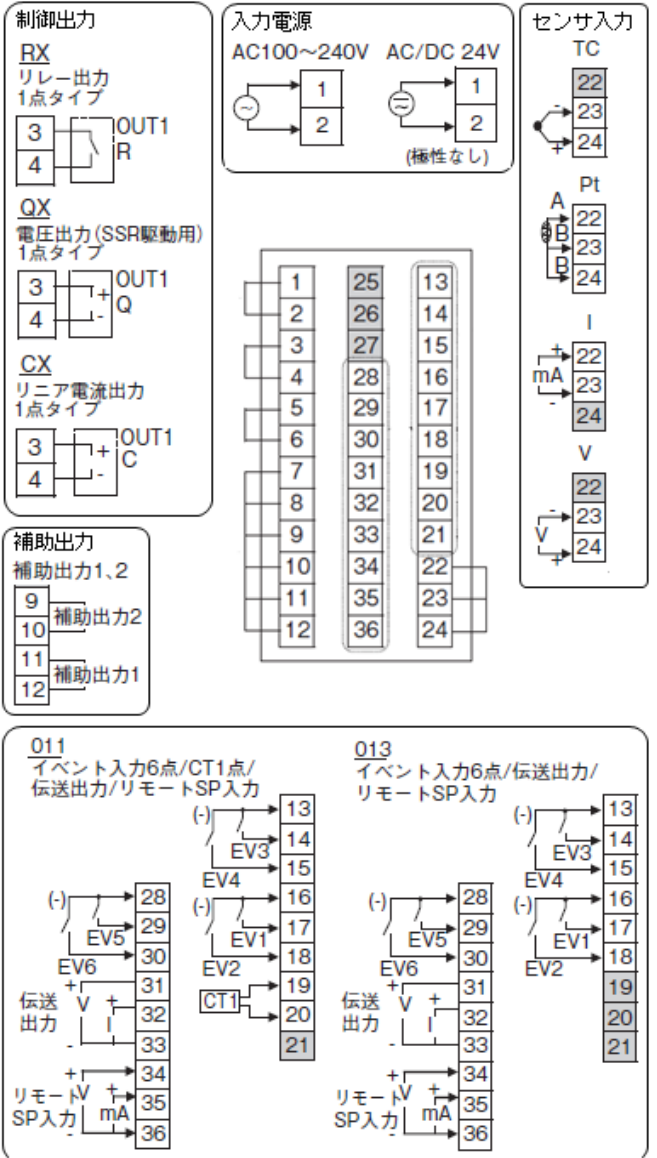 制御出力
RX
リレー出力
1点タイプ
3
4
OUT1
R
QX
電圧出力(SSR駆動用)
1点タイプ
3
4
+
-
OUT1
Q
CX
リニア電流出力
1点タイプ
3
4
+
-
OUT1
C
入力電源
AC100～240V AC/DC 24V
1
2
1
2
(極性なし)
センサ入力
TC
22
- 23
+ 24
Pt
A 22
B 23
B 24
I
+ 22
mA 23
- 24
V
22
- 23
V
+ 24
1 25 13
2 26 14
3 27 15
4 28 16
5 29 17
6 30 18
7 31 19
8 32 20
9 33 21
10 34 22
11 35 23
12 36 24
補助出力
補助出力1、2
9
10
補助出力2
11
12
補助出力1
011
イベント入力6点/CT1点/
伝送出力/リモートSP入力
(-) 13
14
EV3
15
EV4
(-) 16
17
EV1
18
EV2
19
CT1
20
21
(-) 28
29
EV5
30
EV6
+ 31
伝送 V + 32
出力 I
- 33
+ 34
リモート V + 35
SP入力 mA
- 36
013
イベント入力6点/伝送出力/
リモートSP入力
(-) 13
14
EV3
15
EV4
(-) 16
17
EV1
18
EV2
19
20
21
(-) 28
29
EV5
30
EV6
+ 31
伝送 V + 32
出力 I
- 33
+ 34
リモート V + 35
SP入力 mA
- 36